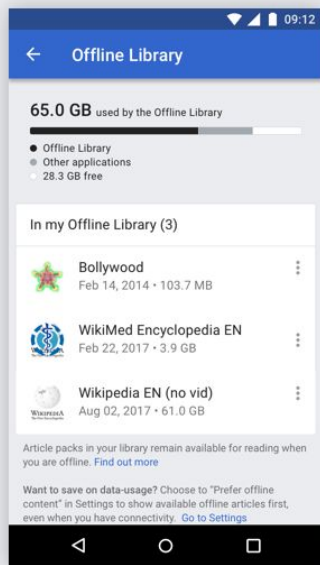 09:12
Offline Library
65.0 GB used by the Offline Library
Offline Library
Other applications
28.3 GB free
In my Offline Library (3)
Bollywood
Feb 14, 2014 • 103.7 MB
WikiMed Encyclopedia EN
Feb 22, 2017 • 3.9 GB
Wikipedia EN (no vid)
Aug 02, 2017 • 61.0 GB
WIKIPEDIA
Article packs in your library remain available for reading when
you are offline. Find out more
Want to save on data-usage? Choose to "Prefer offline
content" in Settings to show available offline articles first,
even when you have connectivity. Go to Settings